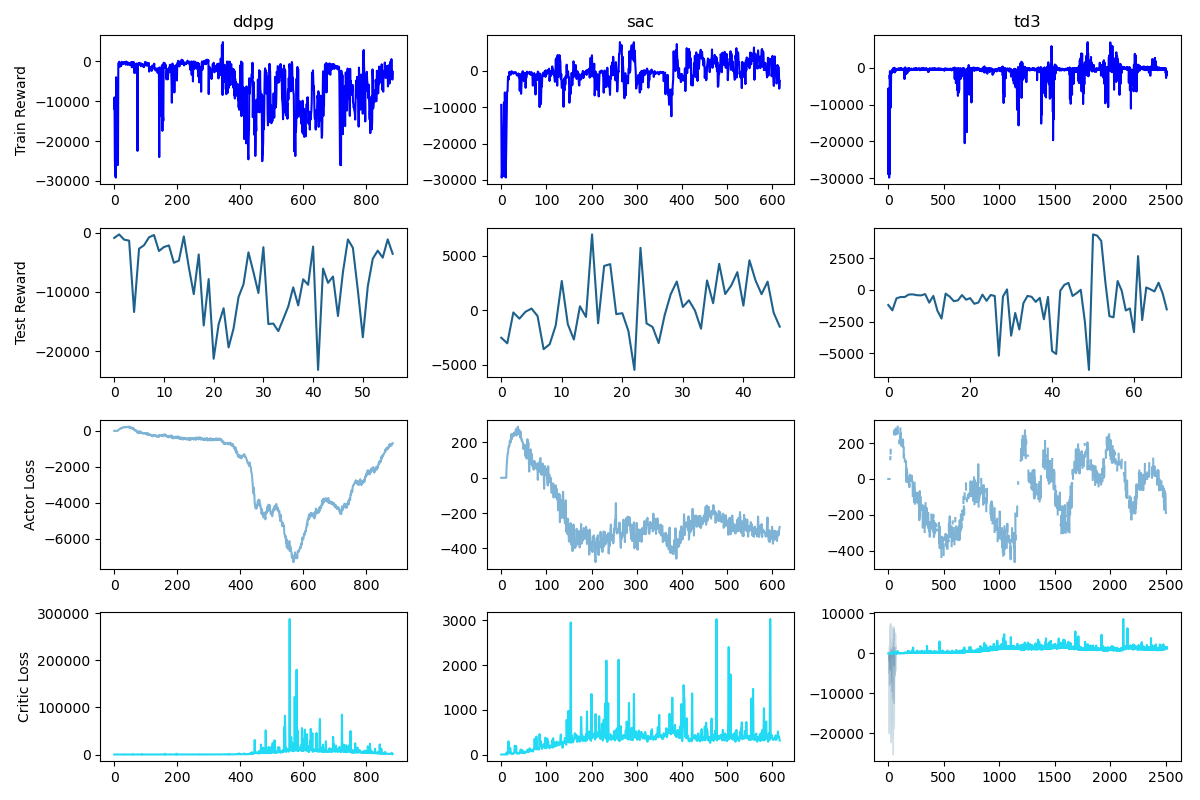 ddpg sac td3
Train Reward
0 0 0
−10000 −10000 −10000
−20000 −20000 −20000
−30000 −30000 −30000
0 200 400 600 800 0 100 200 300 400 500 600 0 500 1000 1500 2000 2500
Test Reward
0 5000 2500
−10000 0 0
−20000 −5000 −2500
−5000
0 10 20 30 40 50 0 10 20 30 40 0 20 40 60
Actor Loss
0 200 200
−2000 0 0
−4000 −200 −200
−6000 −400 −400
0 200 400 600 800 0 100 200 300 400 500 600 0 500 1000 1500 2000 2500
Critic Loss
300000 3000 10000
200000 2000 0
100000 1000 −10000
0 0 −20000
0 200 400 600 800 0 100 200 300 400 500 600 0 500 1000 1500 2000 2500